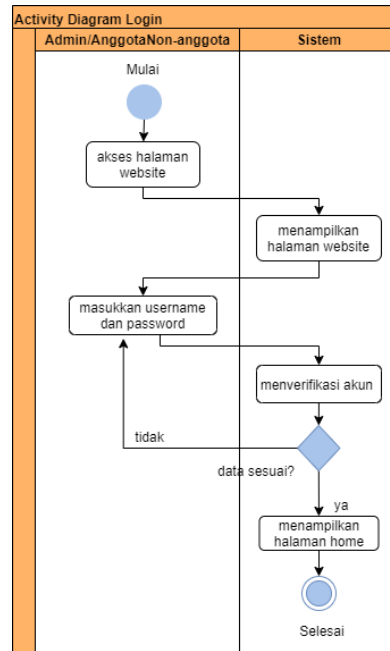 Activity Diagram Login
Admin/AnggotaNon-anggota
Sistem
Mulai
akses halaman
website
menampilkan
halaman website
masukkan username
dan password
menverifikasi akun
tidak
data sesuai?
ya
menampilkan
halaman home
Selesai